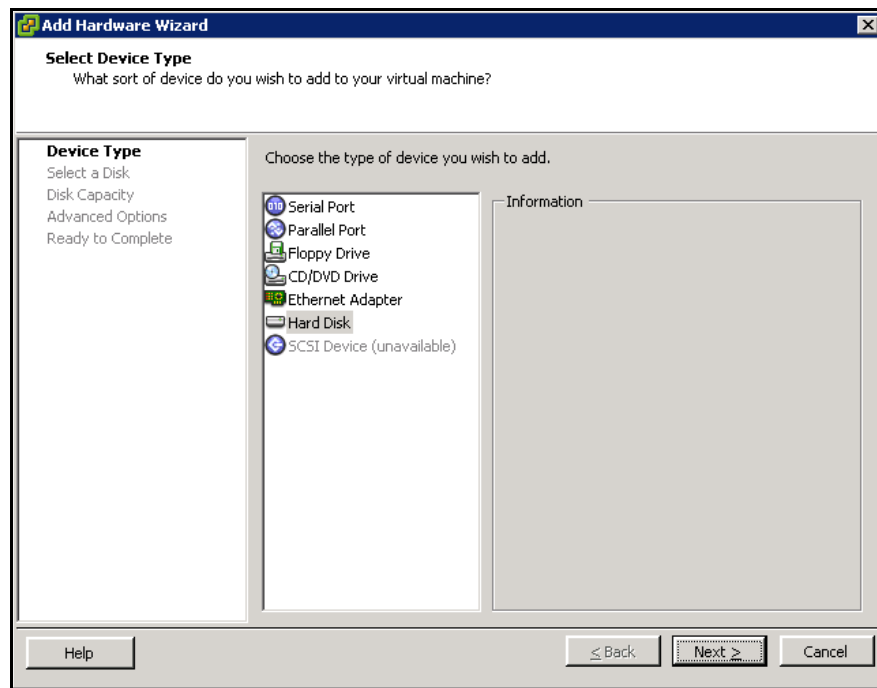 Add Hardware Wizard
Select Device Type
What sort of device do you wish to add to your virtual machine?
Device Type
Select a Disk
Disk Capacity
Advanced Options
Ready to Complete
Choose the type of device you wish to add.
Serial Port
Parallel Port
Floppy Drive
CD/DVD Drive
Ethernet Adapter
Hard Disk
SCSI Device (unavailable)
Information
Help
< Back
Next >
Cancel